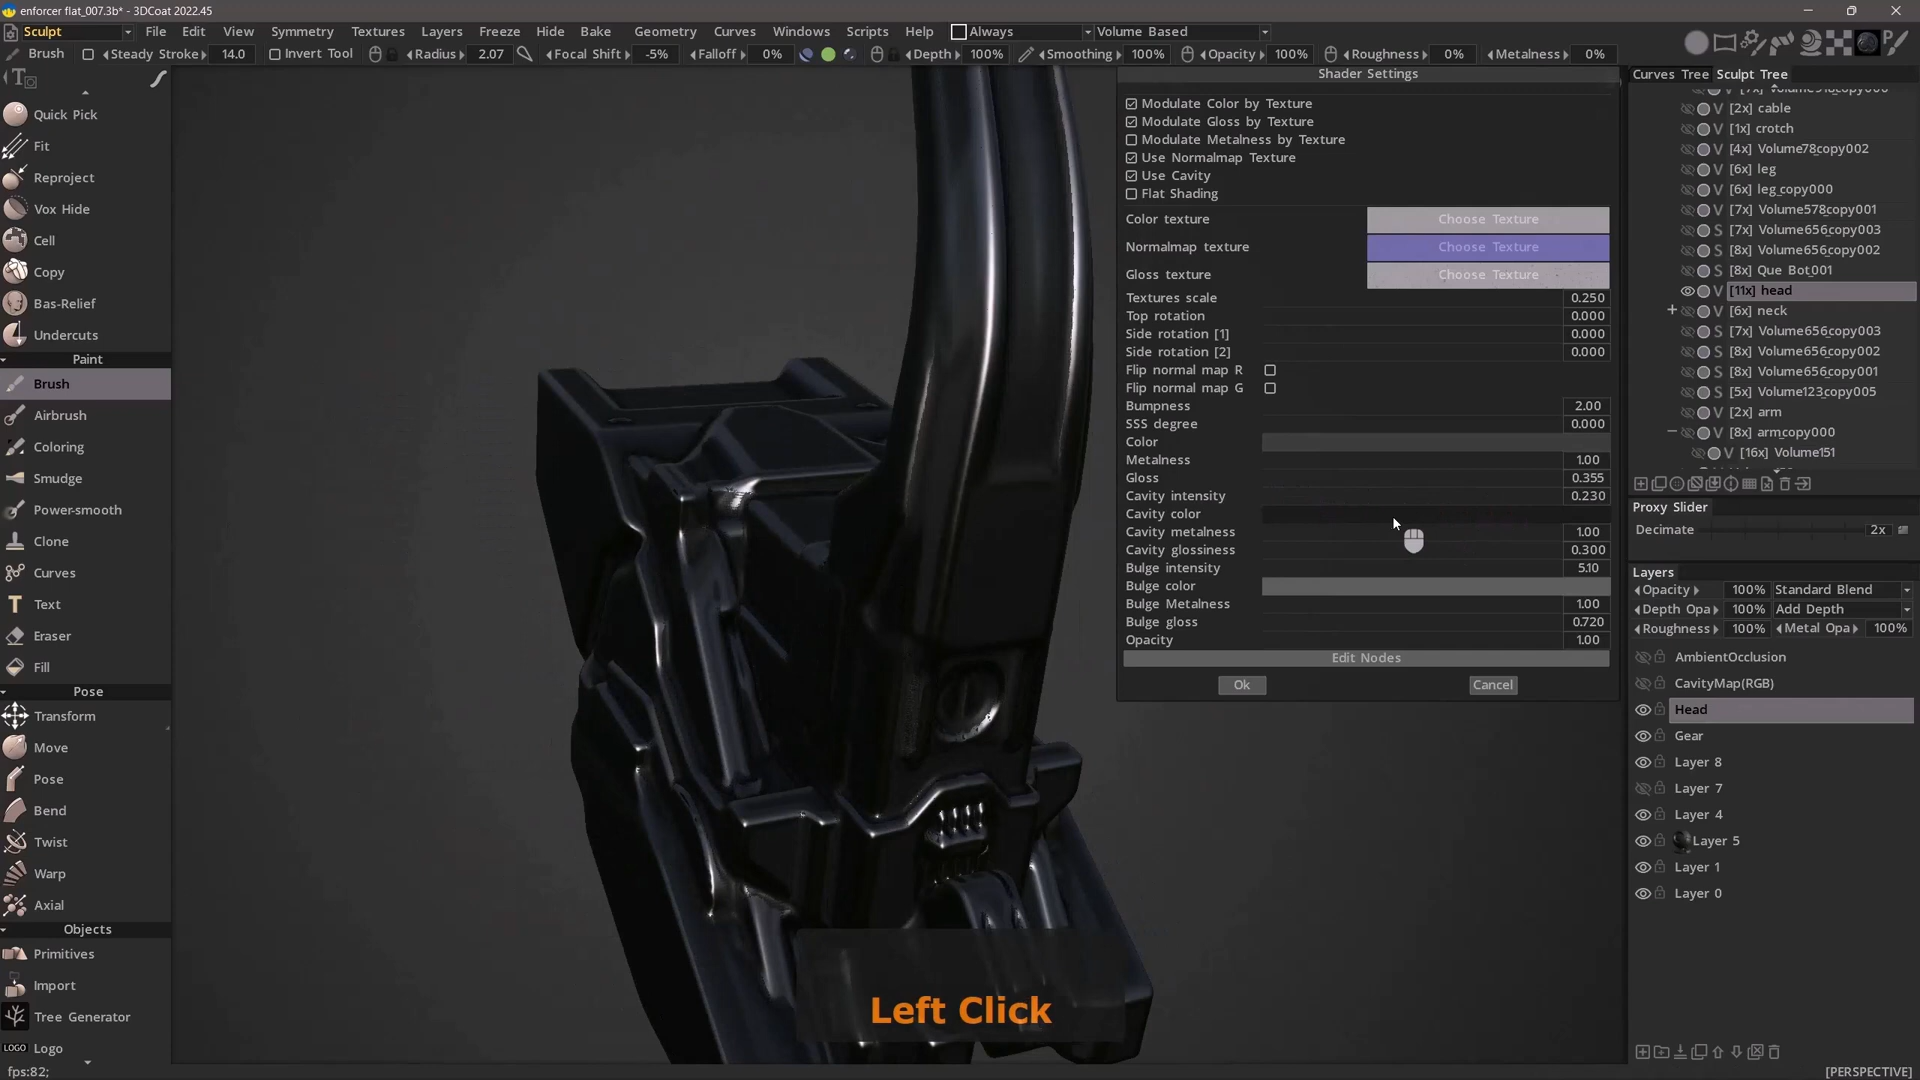 enforcer flat_007.3b* - 3DCoat 2022.45
Sculpt File Edit View Symmetry Textures Layers Freeze Hide Bake Geometry Curves Windows Scripts Help Always Volume Based
Brush Steady Stroke 14.0 Invert Tool Radius 2.07 Focal Shift -5% Falloff 0% Depth 100% Smoothing 100% Opacity 100% Roughness 0% Metalness 0%
Quick Pick
Fit
Reproject
Vox Hide
Cell
Copy
Bas-Relief
Undercuts
Paint
Brush
Airbrush
Coloring
Smudge
Power-smooth
Clone
Curves
Text
Eraser
Fill
Pose
Transform
Move
Pose
Bend
Twist
Warp
Axial
Objects
Primitives
Import
Tree Generator
LOGO Logo
fps:82;
Shader Settings
Modulate Color by Texture
Modulate Gloss by Texture
Modulate Metalness by Texture
Use Normalmap Texture
Use Cavity
Flat Shading
Color texture Choose Texture
Normalmap texture Choose Texture
Gloss texture Choose Texture
Textures scale 0.250
Top rotation 0.000
Side rotation [1] 0.000
Side rotation [2] 0.000
Flip normal map R
Flip normal map G
Bumpness 2.00
SSS degree 0.000
Color
Metalness 1.00
Gloss 0.355
Cavity intensity 0.230
Cavity color
Cavity metalness 1.00
Cavity glossiness 0.300
Bulge intensity 5.10
Bulge color
Bulge Metalness 1.00
Bulge gloss 0.720
Opacity 1.00
Edit Nodes
Ok Cancel
Left Click
Curves Tree Sculpt Tree
[2x] cable
[1x] crotch
[4x] Volume78_copy002
[6x] leg
[6x] leg_copy000
[7x] Volume578_copy001
[7x] Volume656_copy003
[8x] Volume656_copy002
[8x] Que Bot_001
[11x] head
[6x] neck
[7x] Volume656_copy003
[8x] Volume656_copy002
[8x] Volume656_copy001
[5x] Volume123_copy005
[2x] arm
[8x] arm_copy000
[16x] Volume151
Proxy Slider
Decimate 2x
Layers
Opacity 100% Standard Blend
Depth Opa 100% Add Depth
Roughness 100% Metal Opa 100%
AmbientOcclusion
CavityMap(RGB)
Head
Gear
Layer 8
Layer 7
Layer 4
Layer 5
Layer 1
Layer 0
[PERSPECTIVE]